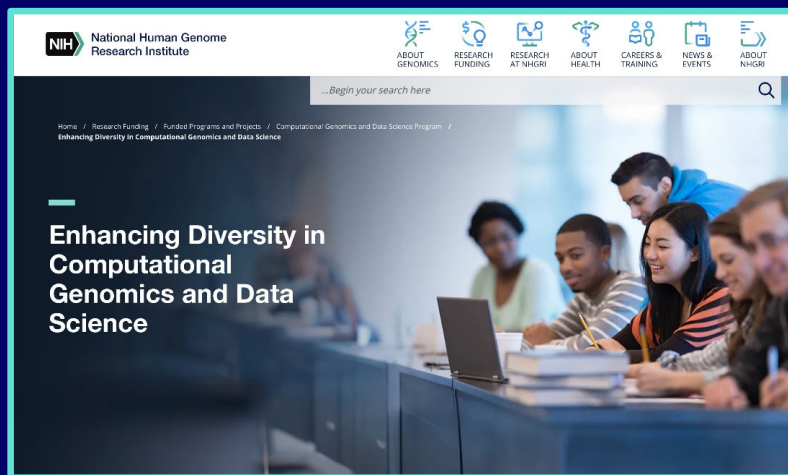 NIH National Human Genome
Research Institute
ABOUT
GENOMICS
RESEARCH
FUNDING
RESEARCH
AT NHGRI
ABOUT
HEALTH
CAREERS &
TRAINING
NEWS &
EVENTS
ABOUT
NHGRI
...Begin your search here
Home / Research Funding / Funded Programs and Projects / Computational Genomics and Data Science Program /
Enhancing Diversity in Computational Genomics and Data Science
Enhancing Diversity in
Computational
Genomics and Data
Science